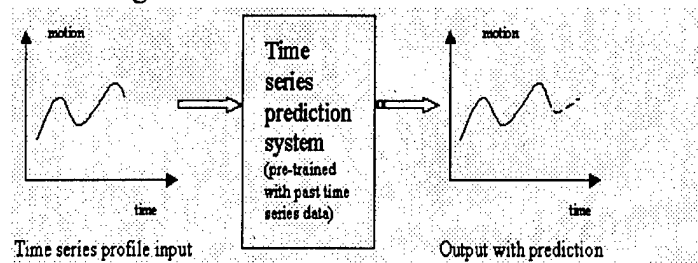 motion
time
Time series profile input
Time
series
prediction
system
(pre-trained
with past time
series data)
motion
time
Output with prediction